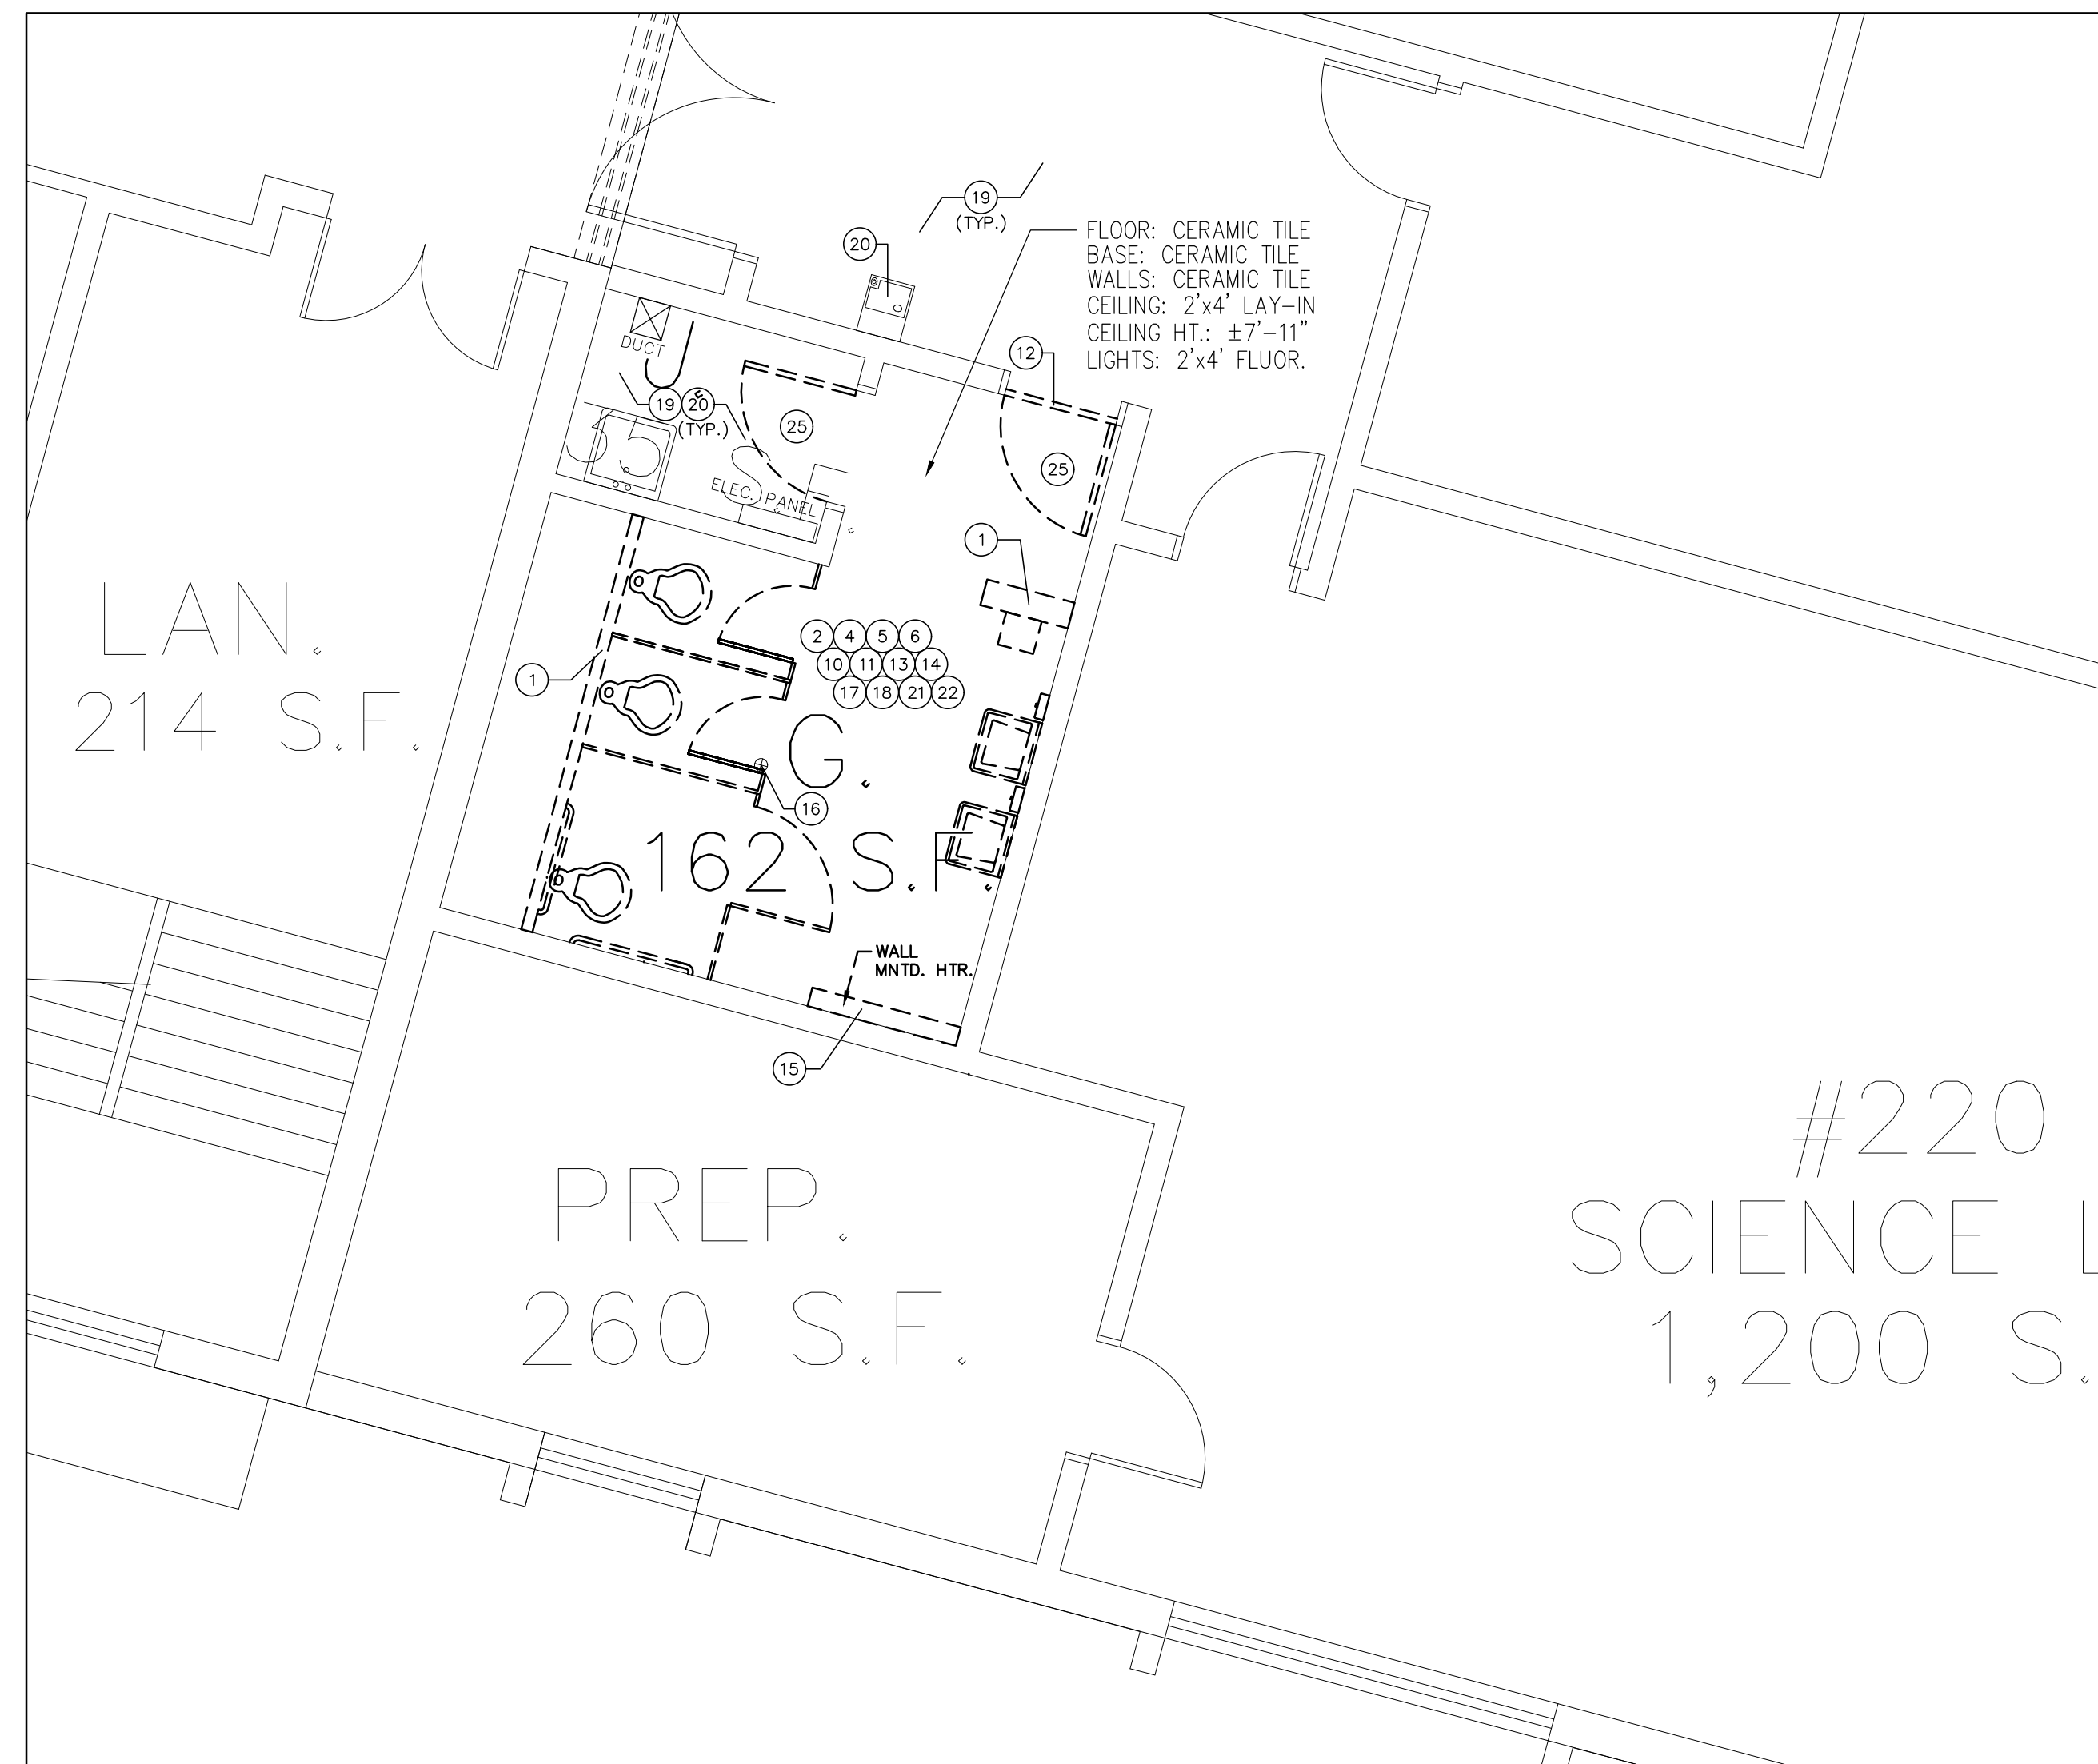 19
(TYP.)
20
FLOOR: CERAMIC TILE
BASE: CERAMIC TILE
WALLS: CERAMIC TILE
CEILING: 2'x4' LAY-IN
CEILING HT.: ±7'-11"
LIGHTS: 2'x4' FLUOR.
12
DUCT
J.
19 20
(TYP.)
25
25
35 S.F.
ELEC. PANEL
1
2 4 5 6
10 11 13 14
17 18 21 22
1
LAN.
214 S.F.
G.
16
162 S.F.
WALL
MNTD. HTR.
15
PREP.
260 S.F.
#220
SCIENCE L
1,200 S.